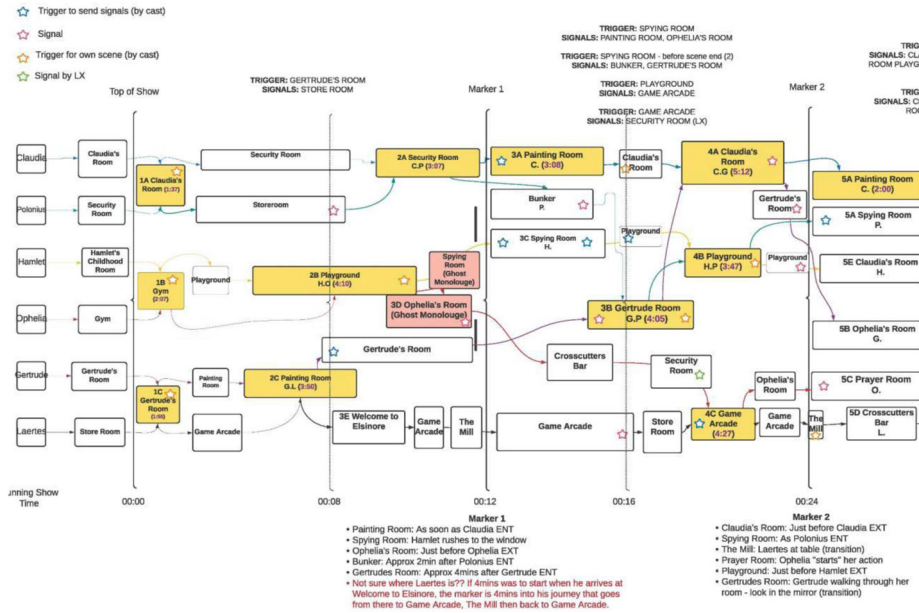 Trigger to send signals (by cast)
Signal
Trigger for own scene (by cast)
Signal by LX
TRIGGER: GERTRUDE'S ROOM
SIGNALS: STORE ROOM
TRIGGER: SPYING ROOM
SIGNALS: PAINTING ROOM, OPHELIA'S ROOM
TRIGGER: SPYING ROOM - before scene end (2)
SIGNALS: BUNKER, GERTRUDE'S ROOM
TRIGGER: PLAYGROUND
SIGNALS: GAME ARCADE
TRIGGER: GAME ARCADE
SIGNALS: SECURITY ROOM (LX)
SIGNALS:
ROOM
Top of Show
Marker 1
Marker 2
Claudia
Claudia's
Room
1A Claudia's
Room (1:37)
Security Room
2A Security Room
C.P (3:07)
3A Painting Room
C. (3:08)
Claudia's
Room
4A Claudia's
Room
C.G (5:12)
5A Painting Room
C. (2:00)
Polonius
Security
Room
Storeroom
Bunker
P.
Gertrude's
Room
5A Spying Room
P.
Hamlet
Hamlet's
Childhood
Room
1B
Gym
(2:07)
Playground
2B Playground
H.O (4:10)
Spying
Room
(Ghost
Monolouge)
3C Spying Room
H.
Playground
4B Playground
H.P (3:47)
Playground
5E Claudia's Room
H.
Ophelia
Gym
3D Ophelia's Room
(Ghost Monolouge)
3B Gertrude Room
G.P (4:05)
5B Ophelia's Room
G.
Gertrude's Room
Gertrude
Gertrude's
Room
1C
Gertrude's
Room
Painting
Room
2C Painting Room
G.L (3:50)
Crosscutters
Bar
Security
Room
Ophelia's
Room
5C Prayer Room
O.
Laertes
Store Room
Game Arcade
3E Welcome to
Elsinore
Game
Arcade
The
Mill
Game Arcade
Store
Room
4C Game
Arcade
(4:27)
Game
Arcade
The
Mill
5D Crosscutters
Bar
L.
Show
Time
00:00
00:08
00:12
00:16
00:24
Marker 1
• Painting Room: As soon as Claudia ENT
• Spying Room: Hamlet rushes to the window
• Ophelia's Room: Just before Ophelia EXT
• Bunker: Approx 2min after Polonius ENT
• Gertrudes Room: Approx 4mins after Gertrude ENT
• Not sure where Laertes is?? If 4mins was to start when he arrives at
Welcome to Elsinore, the marker is 4mins into his journey that goes
from there to Game Arcade, The Mill then back to Game Arcade.
Marker 2
• Claudia's Room: Just before Claudia EXT
• Spying Room: As Polonius ENT
• The Mill: Laertes at table (transition)
• Prayer Room: Ophelia "starts" her action
• Playground: Just before Hamlet EXT
• Gertrudes Room: Gertrude walking through her
room - look in the mirror (transition)